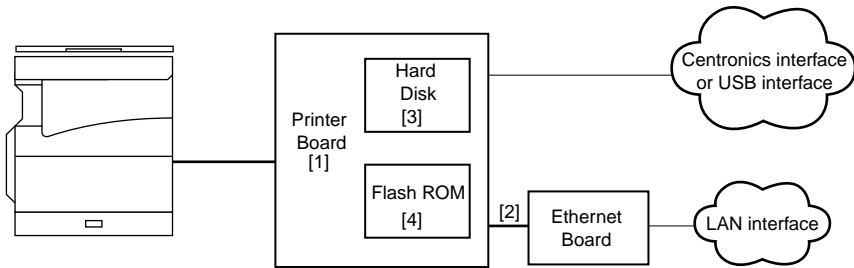 Printer
Board
[1]
Hard
Disk
[3]
Flash ROM
[4]
[2]
Ethernet
Board
Centronics interface
or USB interface
LAN interface